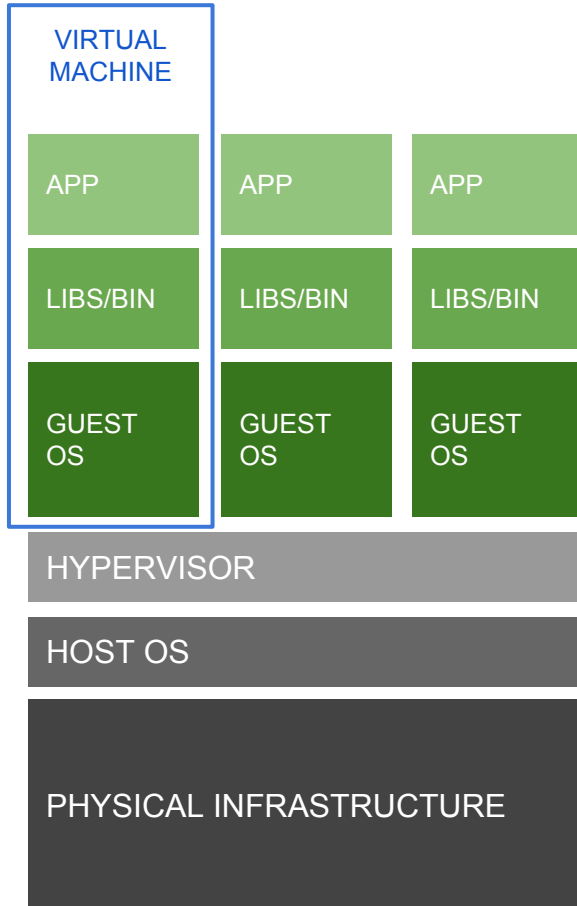 VIRTUAL
MACHINE
APP
APP
APP
LIBS/BIN
LIBS/BIN
LIBS/BIN
GUEST
OS
GUEST
OS
GUEST
OS
HYPERVISOR
HOST OS
PHYSICAL INFRASTRUCTURE